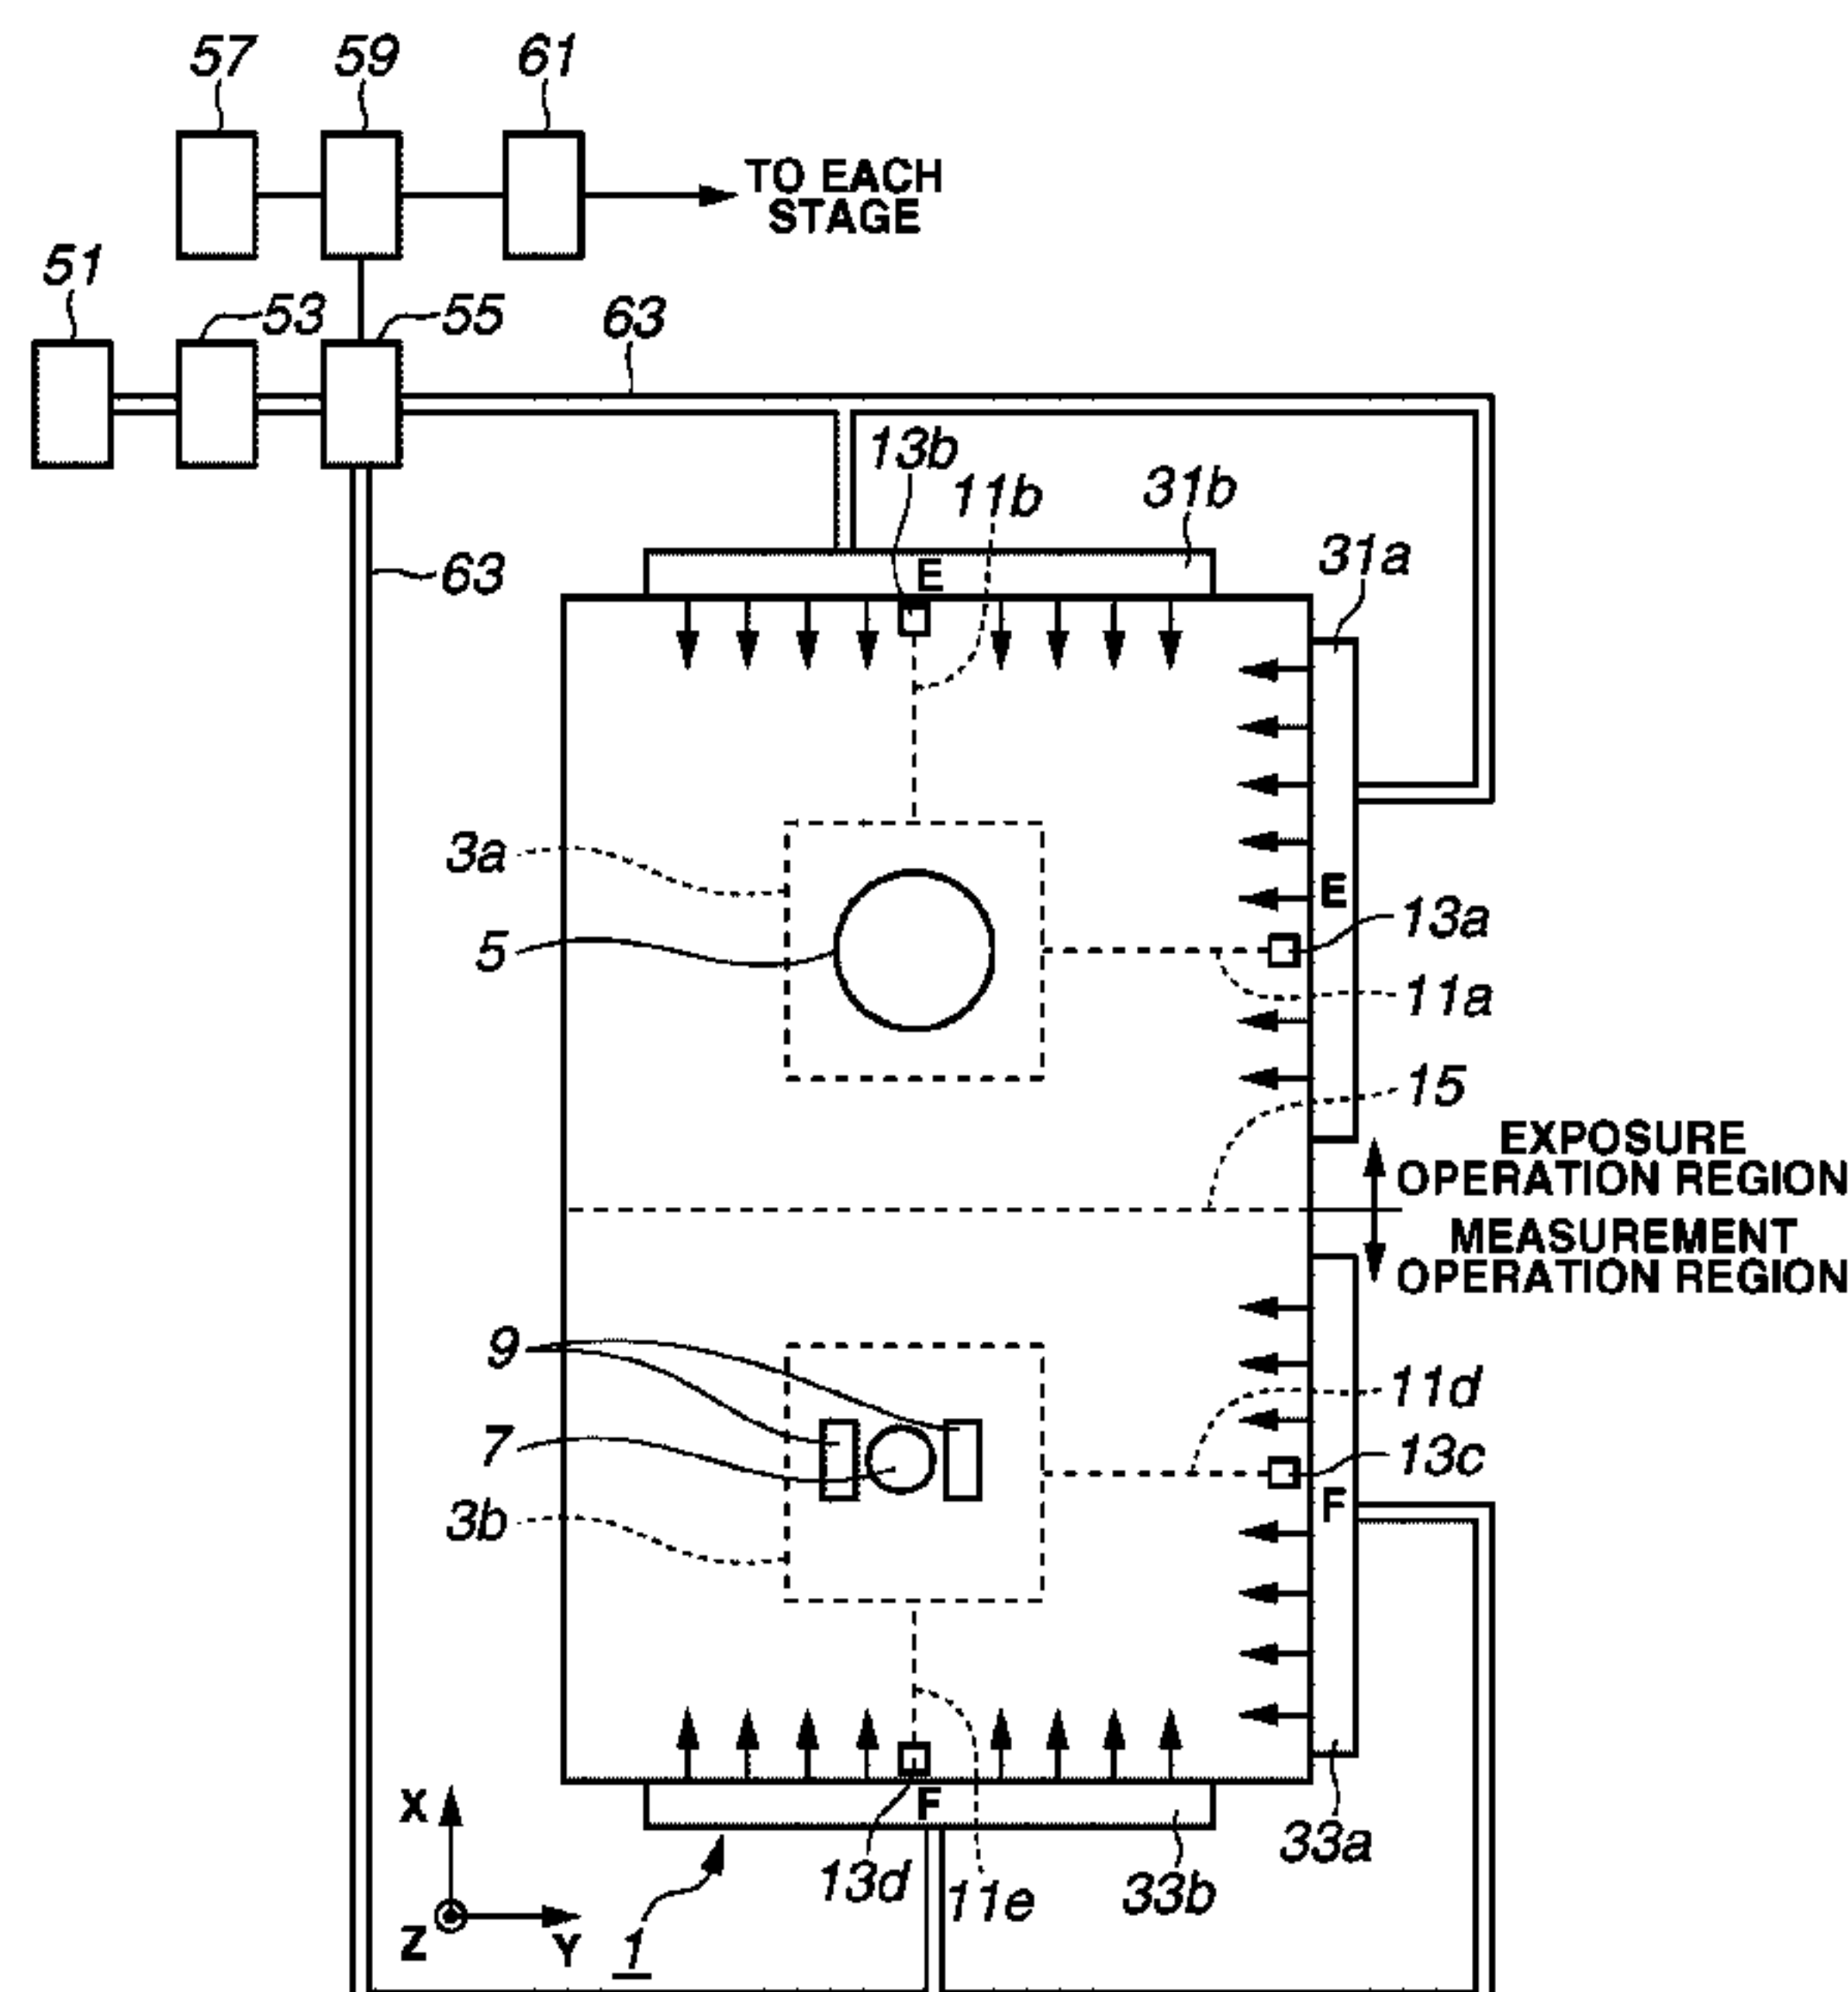 57 59 61
TO EACH
STAGE
51
53 55 63
13b
11b 31b
31a
63
E
3a
E
13a
5
11a
15
EXPOSURE
OPERATION REGION
MEASUREMENT
OPERATION REGION
9
11d
7
13c
F
3b
X
F
33a
13d 11e 33b
Z Y 1